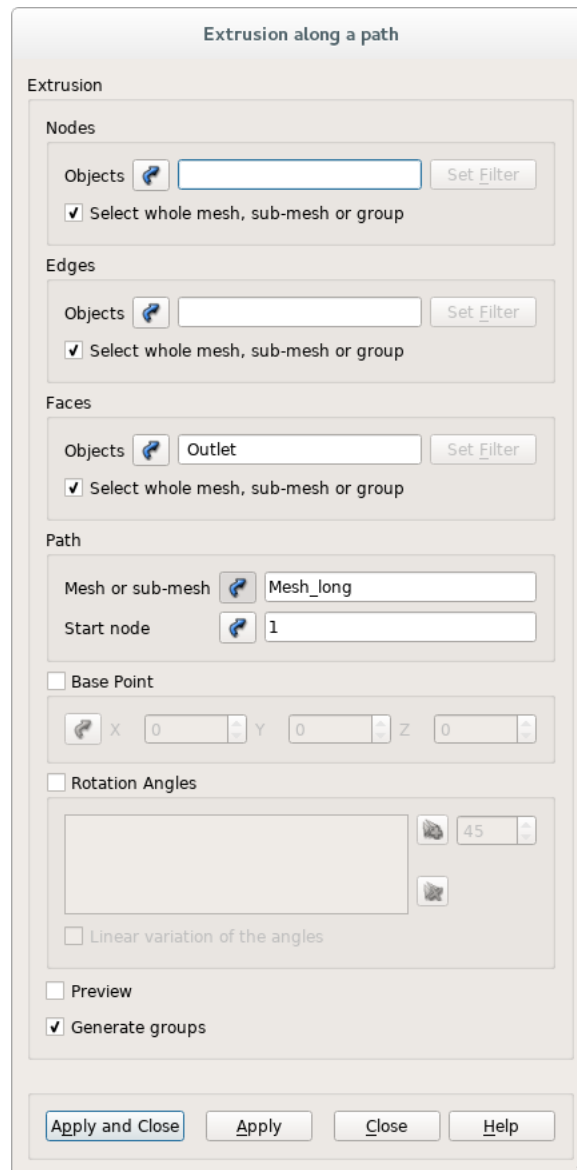 Extrusion along a path
Extrusion
Nodes
Objects Set Filter
Select whole mesh, sub-mesh or group
Edges
Objects Set Filter
Select whole mesh, sub-mesh or group
Faces
Objects Outlet Set Filter
Select whole mesh, sub-mesh or group
Path
Mesh or sub-mesh Mesh_long
Start node 1
Base Point
X 0 Y 0 Z 0
Rotation Angles
45
Linear variation of the angles
Preview
Generate groups
Apply and Close Apply Close Help